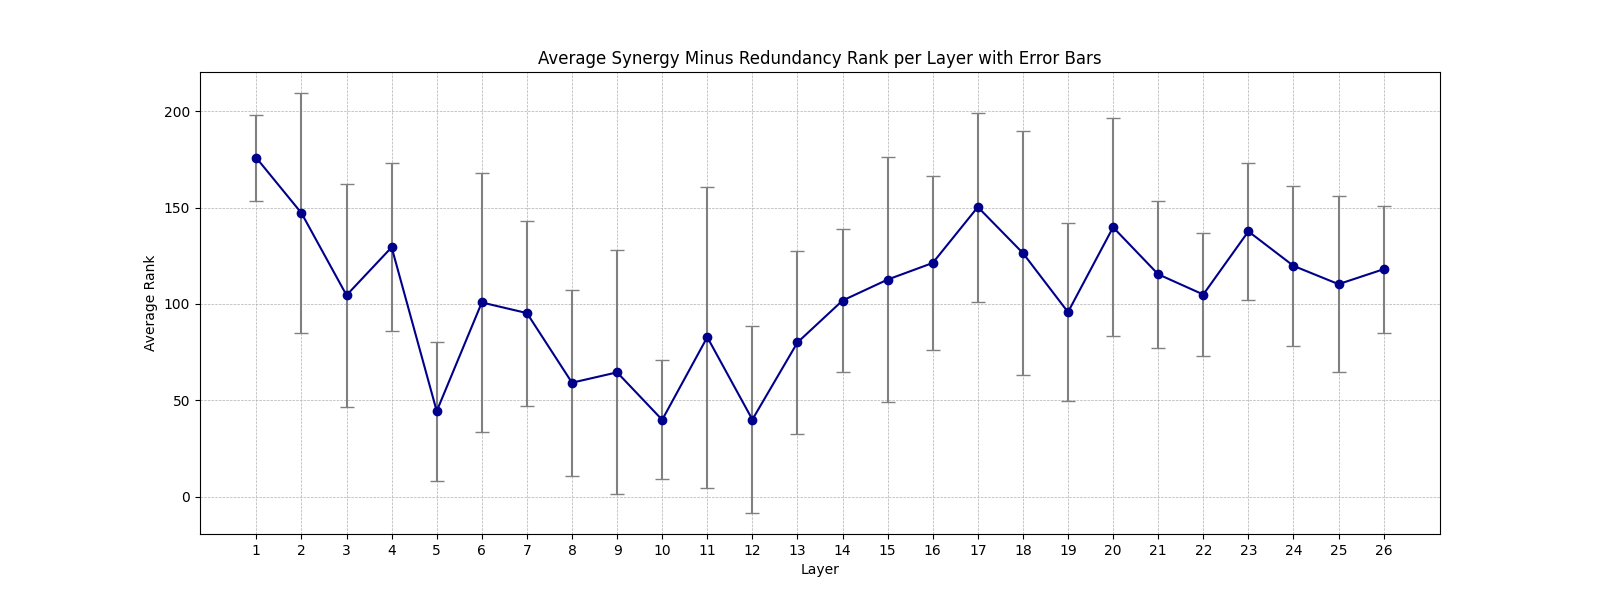 Average Synergy Minus Redundancy Rank per Layer with Error Bars
Average Rank
200
150
100
50
0
1 2 3 4 5 6 7 8 9 10 11 12 13 14 15 16 17 18 19 20 21 22 23 24 25 26
Layer